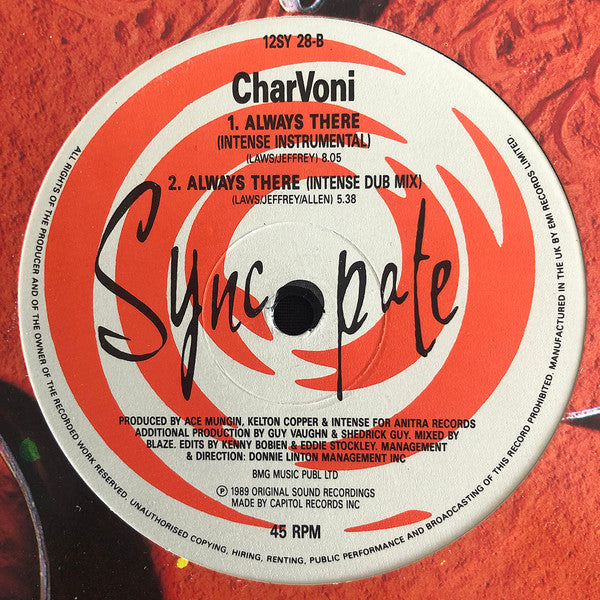 12SY 28-B
CharVoni
1. ALWAYS THERE
(INTENSE INSTRUMENTAL)
(LAWS/JEFFREY) 8.05
2. ALWAYS THERE (INTENSE DUB MIX)
(LAWS/JEFFREY/ALLEN) 5.38
Sync pate
PRODUCED BY ACE MUNGIN, KELTON COPPER & INTENSE FOR ANITRA RECORDS
ADDITIONAL PRODUCTION BY GUY VAUGHN & SHEDRICK GUY. MIXED BY
BLAZE. EDITS BY KENNY BOBIEN & EDDIE STOCKLEY. MANAGEMENT
& DIRECTION: DONNIE LINTON MANAGEMENT INC
BMG MUSIC PUBL LTD
Ⓟ 1989 ORIGINAL SOUND RECORDINGS
MADE BY CAPITOL RECORDS INC
45 RPM
ALL RIGHTS OF THE PRODUCER AND OF THE OWNER OF THE RECORDED WORK RESERVED. UNAUTHORISED COPYING, HIRING, RENTING, PUBLIC PERFORMANCE AND BROADCASTING OF THIS RECORD PROHIBITED. MANUFACTURED IN THE UK BY EMI RECORDS LIMITED.